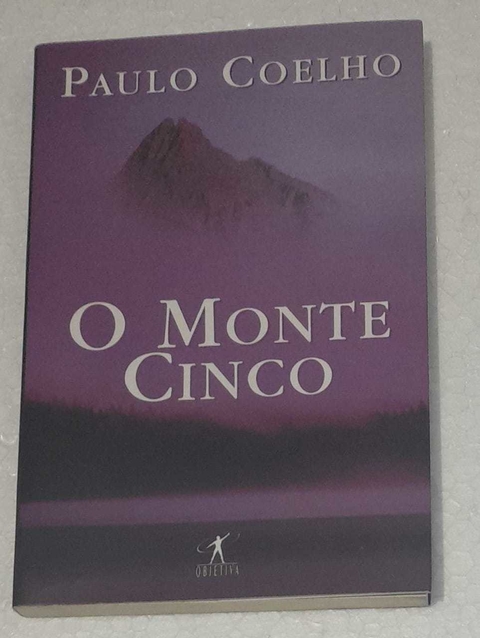 PAULO COELHO
O MONTE
CINCO
OBJETIVA